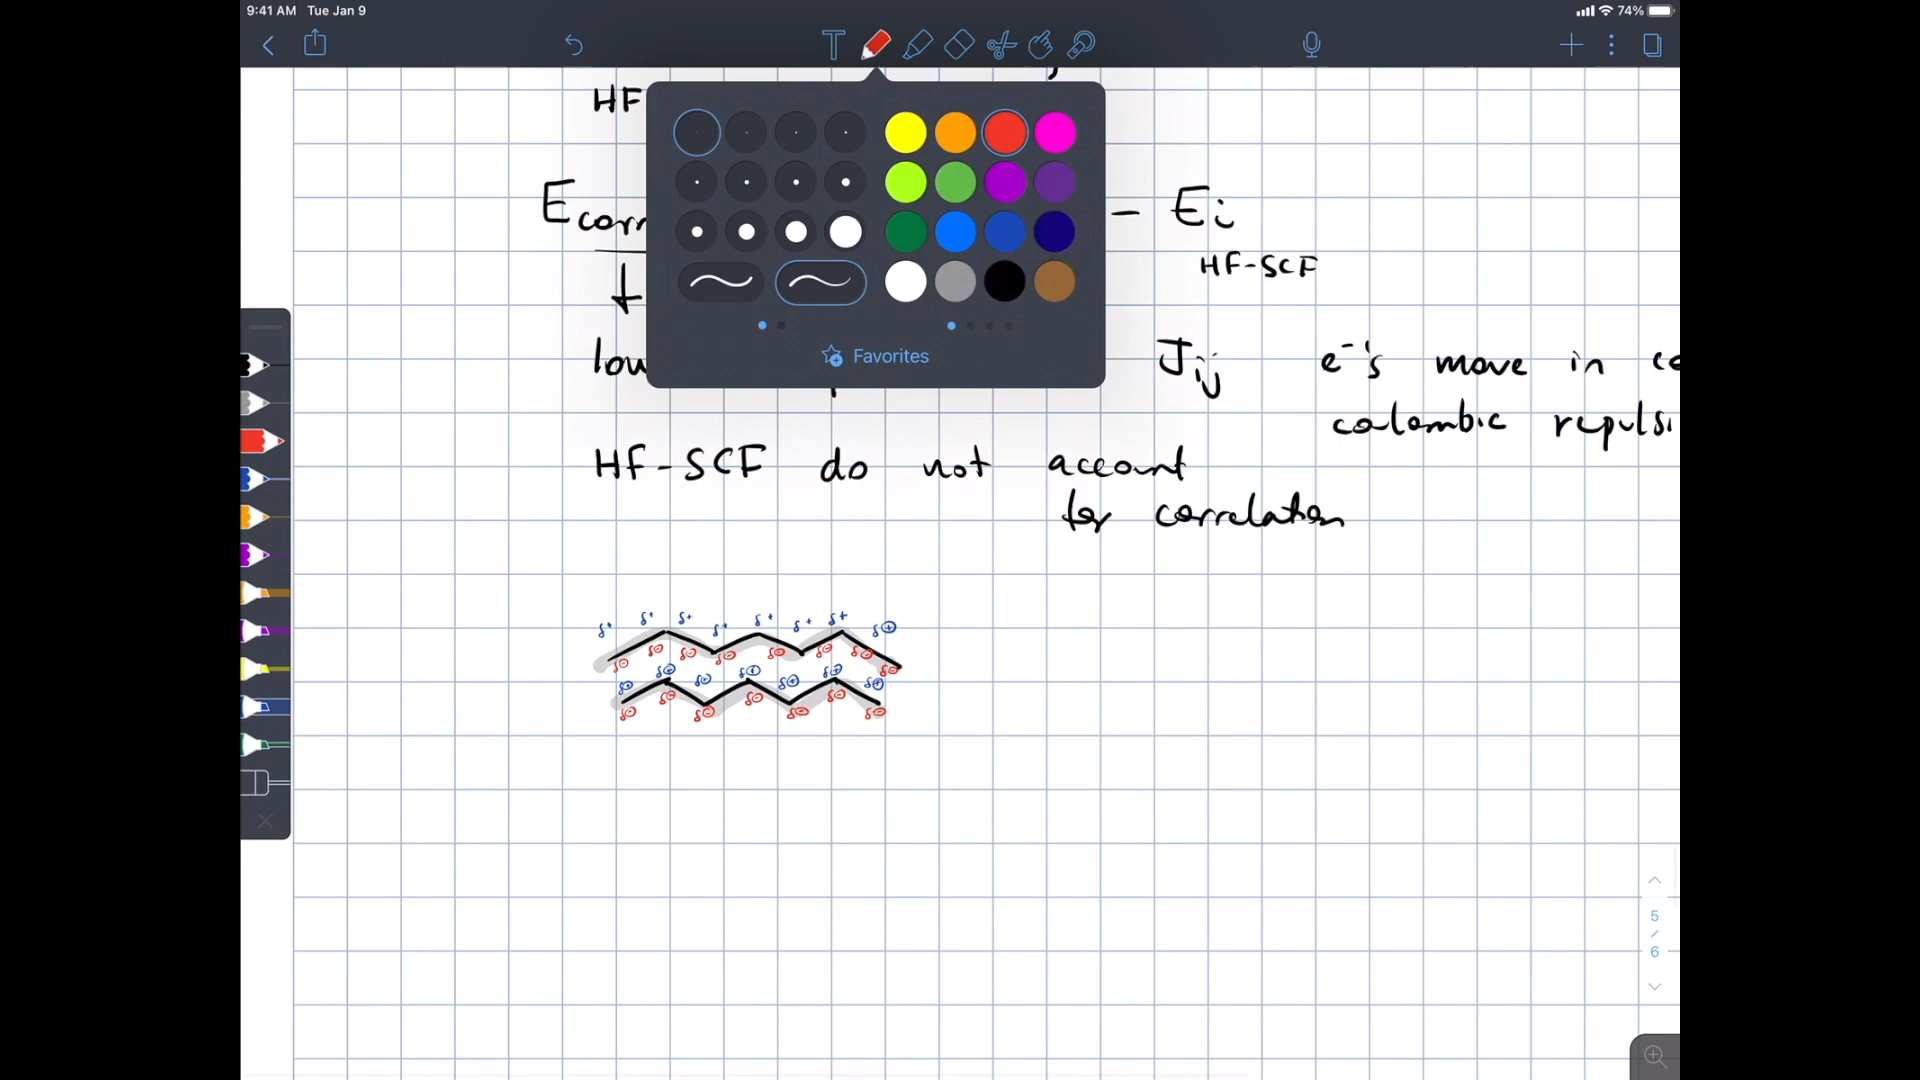 9:41 AM Tue Jan 9
74%
HF
Ecorr - Ei
HF-SCF
low Jij e⁻'s move in
colombic repulsi
HF-SCF do not account
for correlation
δ+ δ+ δ+ δ+ δ+ δ+ δ+ δ⊕
δ⊖ δ⊖ δ⊖ δ⊖ δ⊖ δ⊖ δ⊖ δ⊖
δ⊕ δ⊕ δ⊕ δ⊕ δ⊕ δ⊕ δ⊕
δ⊖ δ⊖ δ⊖ δ⊖ δ⊖ δ⊖ δ⊖
Favorites
5
/
6